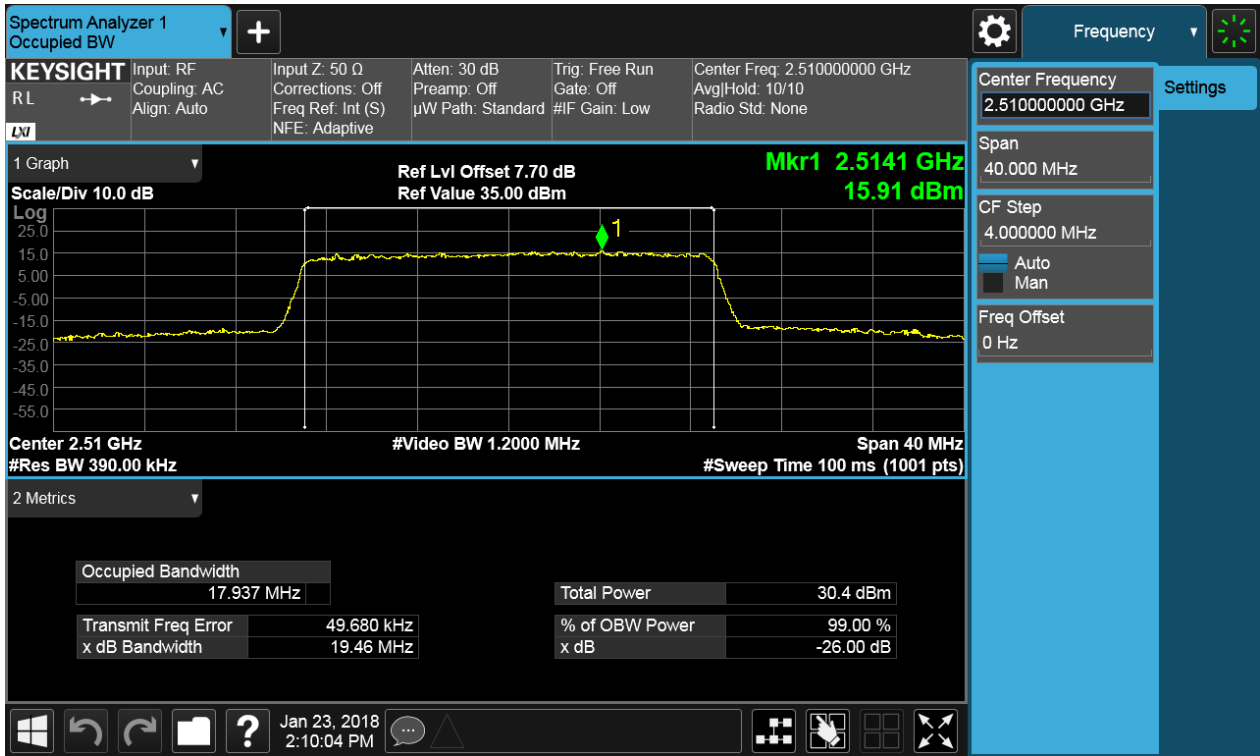 Spectrum Analyzer 1
Occupied BW
+
Frequency
KEYSIGHT
R L
LXI
Input: RF
Coupling: AC
Align: Auto
Input Z: 50 Ω
Corrections: Off
Freq Ref: Int (S)
NFE: Adaptive
Atten: 30 dB
Preamp: Off
µW Path: Standard
Trig: Free Run
Gate: Off
#IF Gain: Low
Center Freq: 2.510000000 GHz
Avg|Hold: 10/10
Radio Std: None
Center Frequency
2.510000000 GHz
Settings
Span
40.000 MHz
CF Step
4.000000 MHz
Auto
Man
Freq Offset
0 Hz
1 Graph
Scale/Div 10.0 dB
Ref Lvl Offset 7.70 dB
Ref Value 35.00 dBm
Mkr1 2.5141 GHz
15.91 dBm
Log
25.0
15.0
5.00
-5.00
-15.0
-25.0
-35.0
-45.0
-55.0
1
Center 2.51 GHz
#Video BW 1.2000 MHz
Span 40 MHz
#Res BW 390.00 kHz
#Sweep Time 100 ms (1001 pts)
2 Metrics
Occupied Bandwidth
17.937 MHz
Total Power 30.4 dBm
Transmit Freq Error 49.680 kHz
% of OBW Power 99.00 %
x dB Bandwidth 19.46 MHz
x dB -26.00 dB
?
Jan 23, 2018
2:10:04 PM